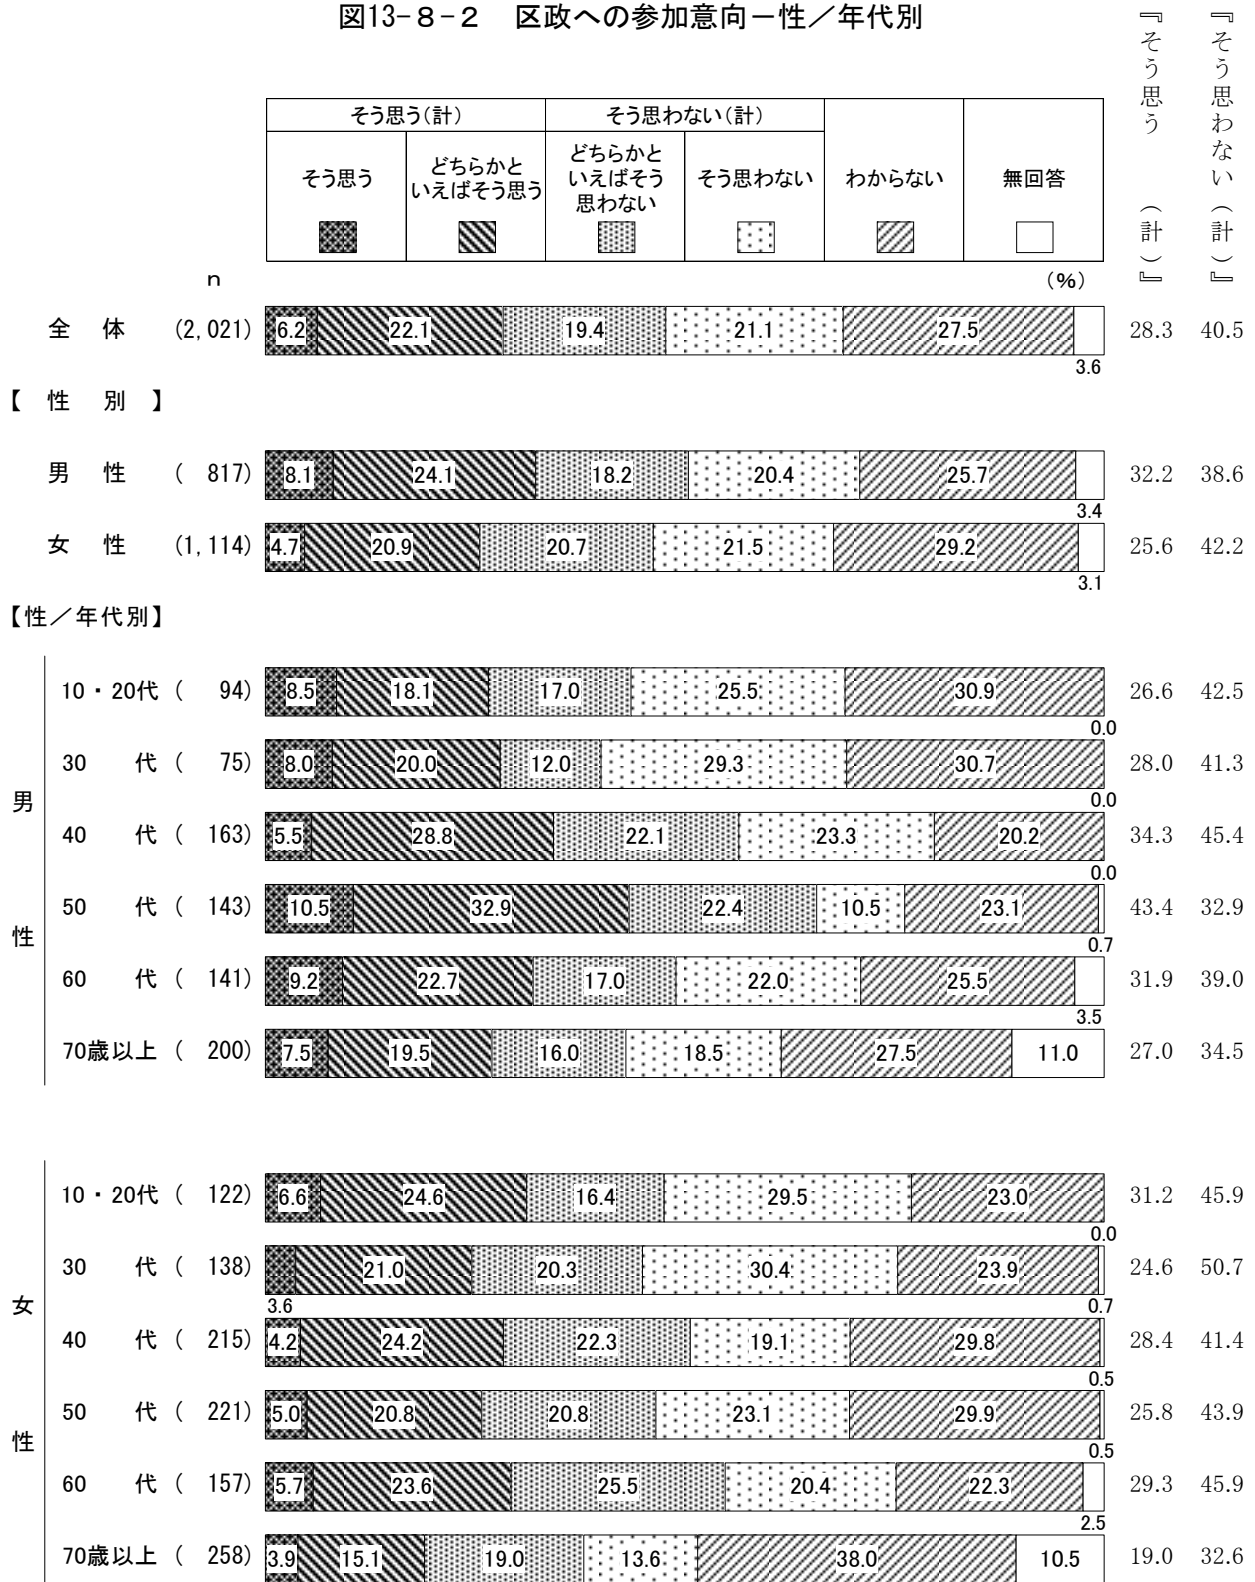 図13-8-2 区政への参加意向－性／年代別
『そう思う（計）』
『そう思わない（計）』
そう思う（計） そう思わない（計）
そう思う どちらかといえばそう思う どちらかといえばそう思わない そう思わない わからない 無回答
n (%)
全体 (2,021) 6.2 22.1 19.4 21.1 27.5 3.6 28.3 40.5
【性別】
男性 (817) 8.1 24.1 18.2 20.4 25.7 3.4 32.2 38.6
女性 (1,114) 4.7 20.9 20.7 21.5 29.2 3.1 25.6 42.2
【性／年代別】
男性
10・20代 (94) 8.5 18.1 17.0 25.5 30.9 0.0 26.6 42.5
30代 (75) 8.0 20.0 12.0 29.3 30.7 0.0 28.0 41.3
40代 (163) 5.5 28.8 22.1 23.3 20.2 0.0 34.3 45.4
50代 (143) 10.5 32.9 22.4 10.5 23.1 0.7 43.4 32.9
60代 (141) 9.2 22.7 17.0 22.0 25.5 3.5 31.9 39.0
70歳以上 (200) 7.5 19.5 16.0 18.5 27.5 11.0 27.0 34.5
女性
10・20代 (122) 6.6 24.6 16.4 29.5 23.0 0.0 31.2 45.9
30代 (138) 3.6 21.0 20.3 30.4 23.9 0.7 24.6 50.7
40代 (215) 4.2 24.2 22.3 19.1 29.8 0.5 28.4 41.4
50代 (221) 5.0 20.8 20.8 23.1 29.9 0.5 25.8 43.9
60代 (157) 5.7 23.6 25.5 20.4 22.3 2.5 29.3 45.9
70歳以上 (258) 3.9 15.1 19.0 13.6 38.0 10.5 19.0 32.6